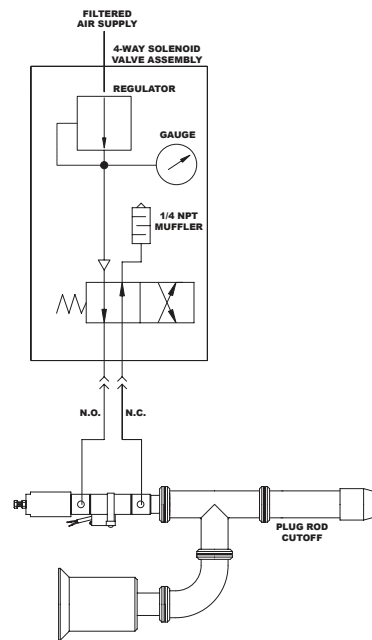 FILTERED
AIR SUPPLY
4-WAY SOLENOID
VALVE ASSEMBLY
REGULATOR
GAUGE
1/4 NPT
MUFFLER
N.O.
N.C.
PLUG ROD
CUTOFF